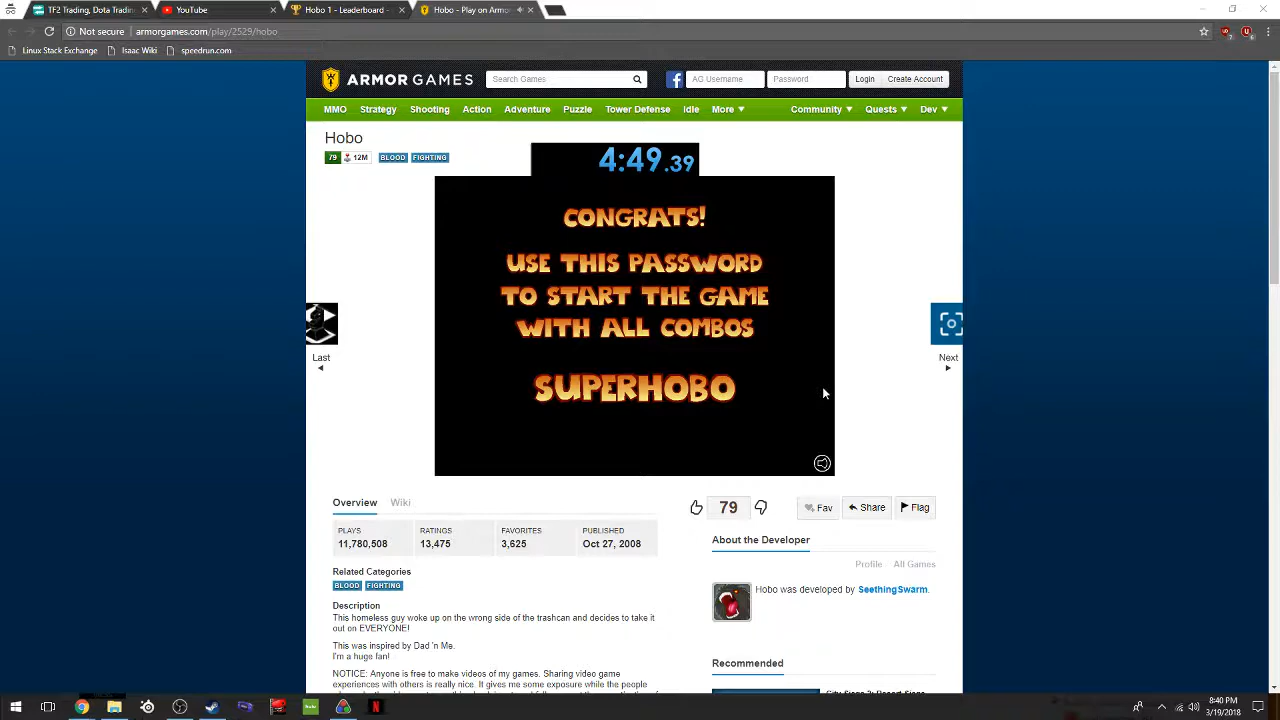 TF2 Trading, Dota Tradin
YouTube
Hobo 1 - Leaderboard -
Hobo - Play on Armor
Not secure | armorgames.com/play/2529/hobo
Linux Stack Exchange
Isaac Wiki
speedrun.com
ARMOR GAMES
Search Games
AG Username
Password
Login
Create Account
MMO
Strategy
Shooting
Action
Adventure
Puzzle
Tower Defense
Idle
More
Community
Quests
Dev
Hobo
79
12M
BLOOD
FIGHTING
4:49.39
CONGRATS!
USE THIS PASSWORD
TO START THE GAME
WITH ALL COMBOS
SUPERHOBO
Last
Next
Overview
Wiki
79
Fav
Share
Flag
PLAYS
11,780,508
RATINGS
13,475
FAVORITES
3,625
PUBLISHED
Oct 27, 2008
About the Developer
Profile
All Games
Hobo was developed by SeethingSwarm.
Related Categories
BLOOD
FIGHTING
Description
This homeless guy woke up on the wrong side of the trashcan and decides to take it
out on EVERYONE!
This was inspired by Dad 'n Me.
I'm a huge fan!
NOTICE: Anyone is free to make videos of my games. Sharing video game
experiences with others is really nice. It gives me some exposure while the people
Recommended
8:40 PM
3/19/2018